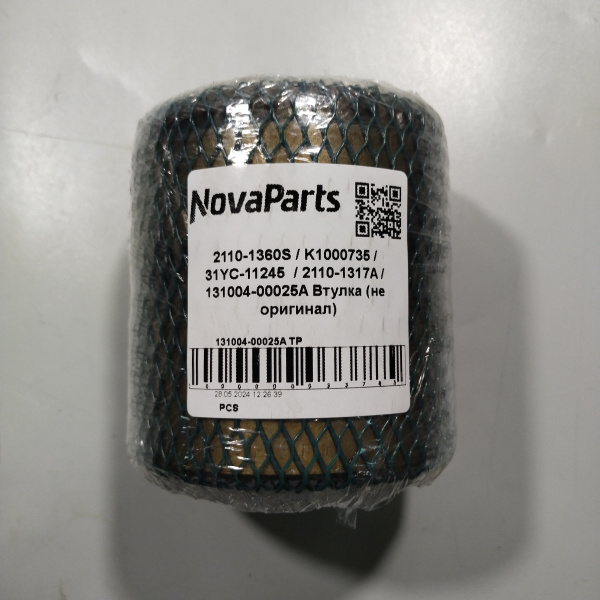 NovaParts
2110-1360S / K1000735 /
31YC-11245 / 2110-1317A /
131004-00025A Втулка (не
оригинал)
131004-00025A TP
28.05.2024 12:26:39
PCS